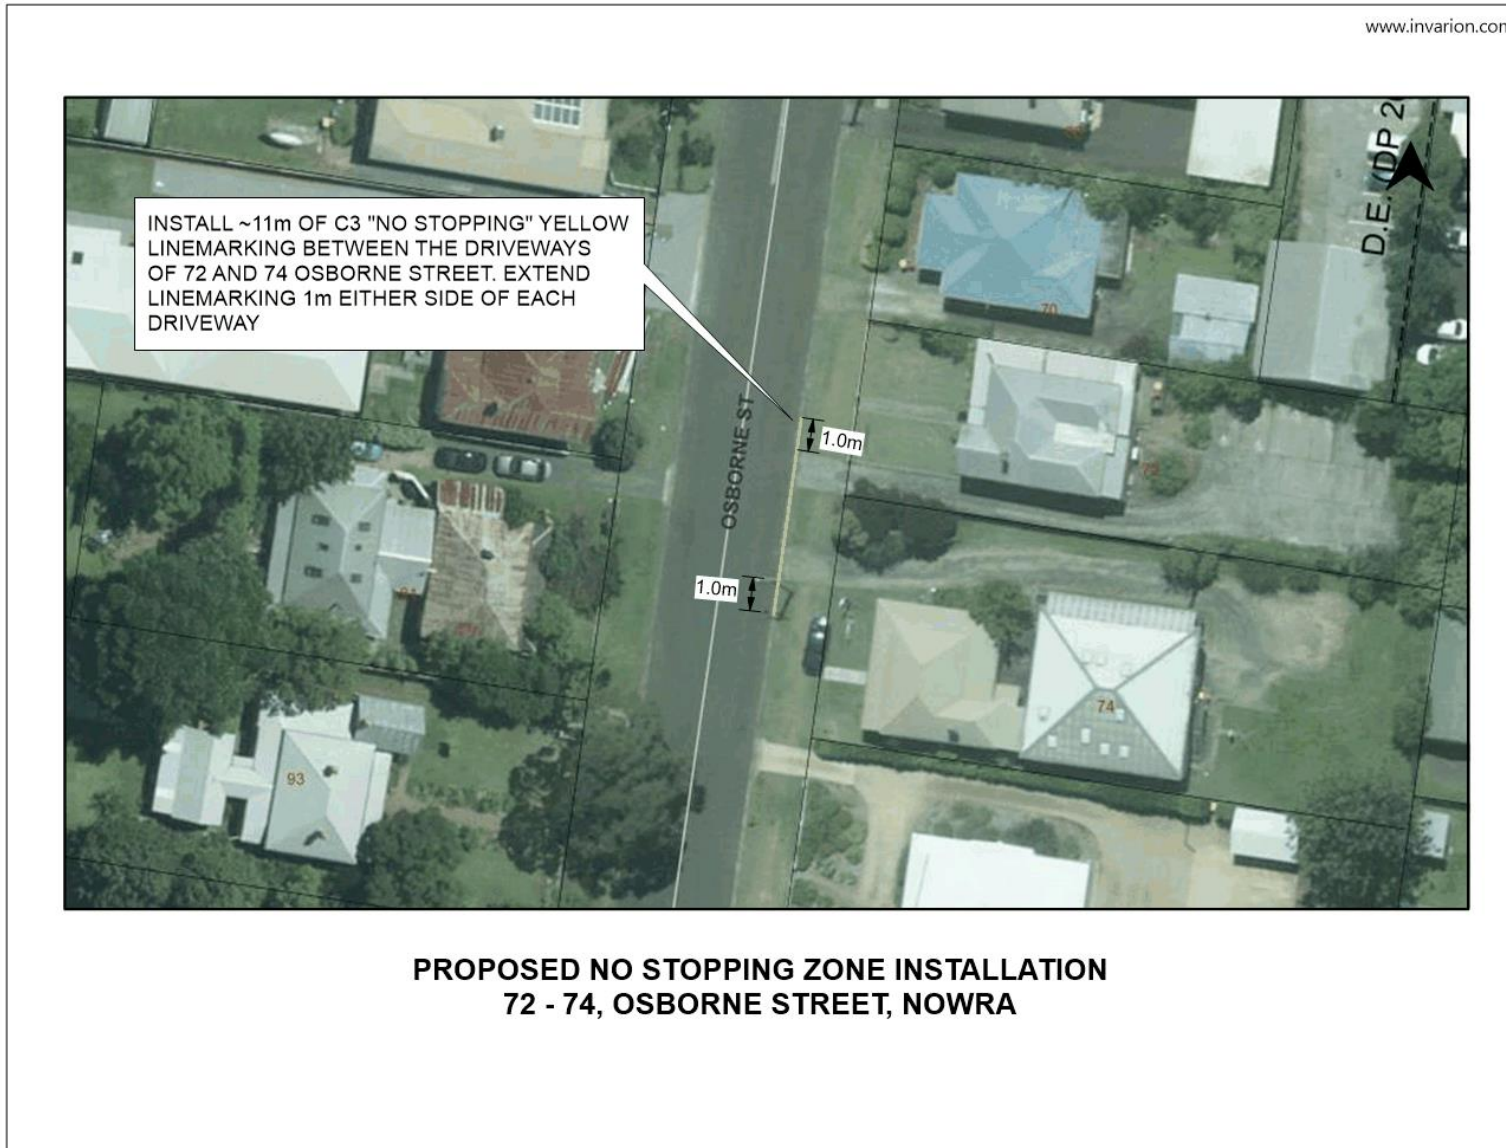 www.invarion.com
D.E. (DP 20
INSTALL ~11m OF C3 "NO STOPPING" YELLOW
LINEMARKING BETWEEN THE DRIVEWAYS
OF 72 AND 74 OSBORNE STREET. EXTEND
LINEMARKING 1m EITHER SIDE OF EACH
DRIVEWAY
70
OSBORNE ST
1.0m
1.0m
74
93
PROPOSED NO STOPPING ZONE INSTALLATION
72 - 74, OSBORNE STREET, NOWRA